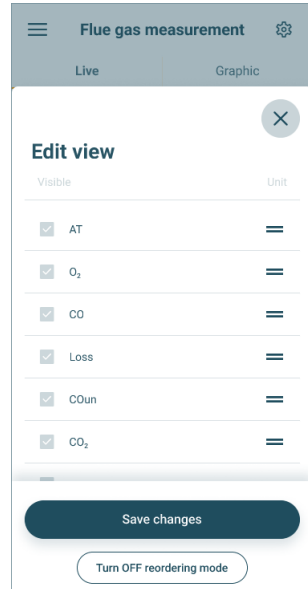 Flue gas measurement
Live Graphic
Edit view
Visible Unit
AT
O₂
CO
Loss
COun
CO₂
Save changes
Turn OFF reordering mode